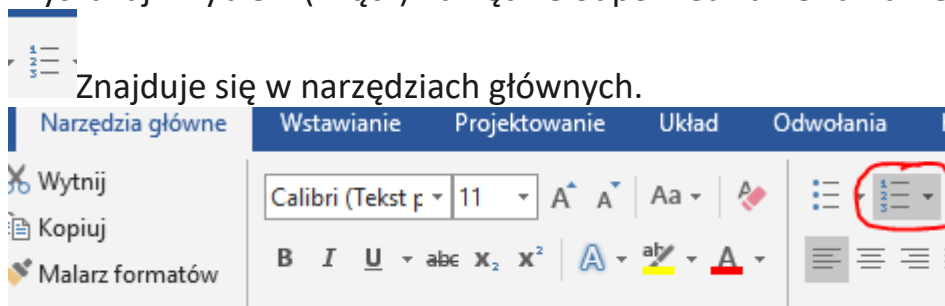 Znajduje się w narzędziach głównych.
Narzędzia główne Wstawianie Projektowanie Układ Odwołania
Wytnij
Calibri (Tekst 11 A A Aa
Kopiuj
B I U abc X₂ X² A aby A
Malarz formatów